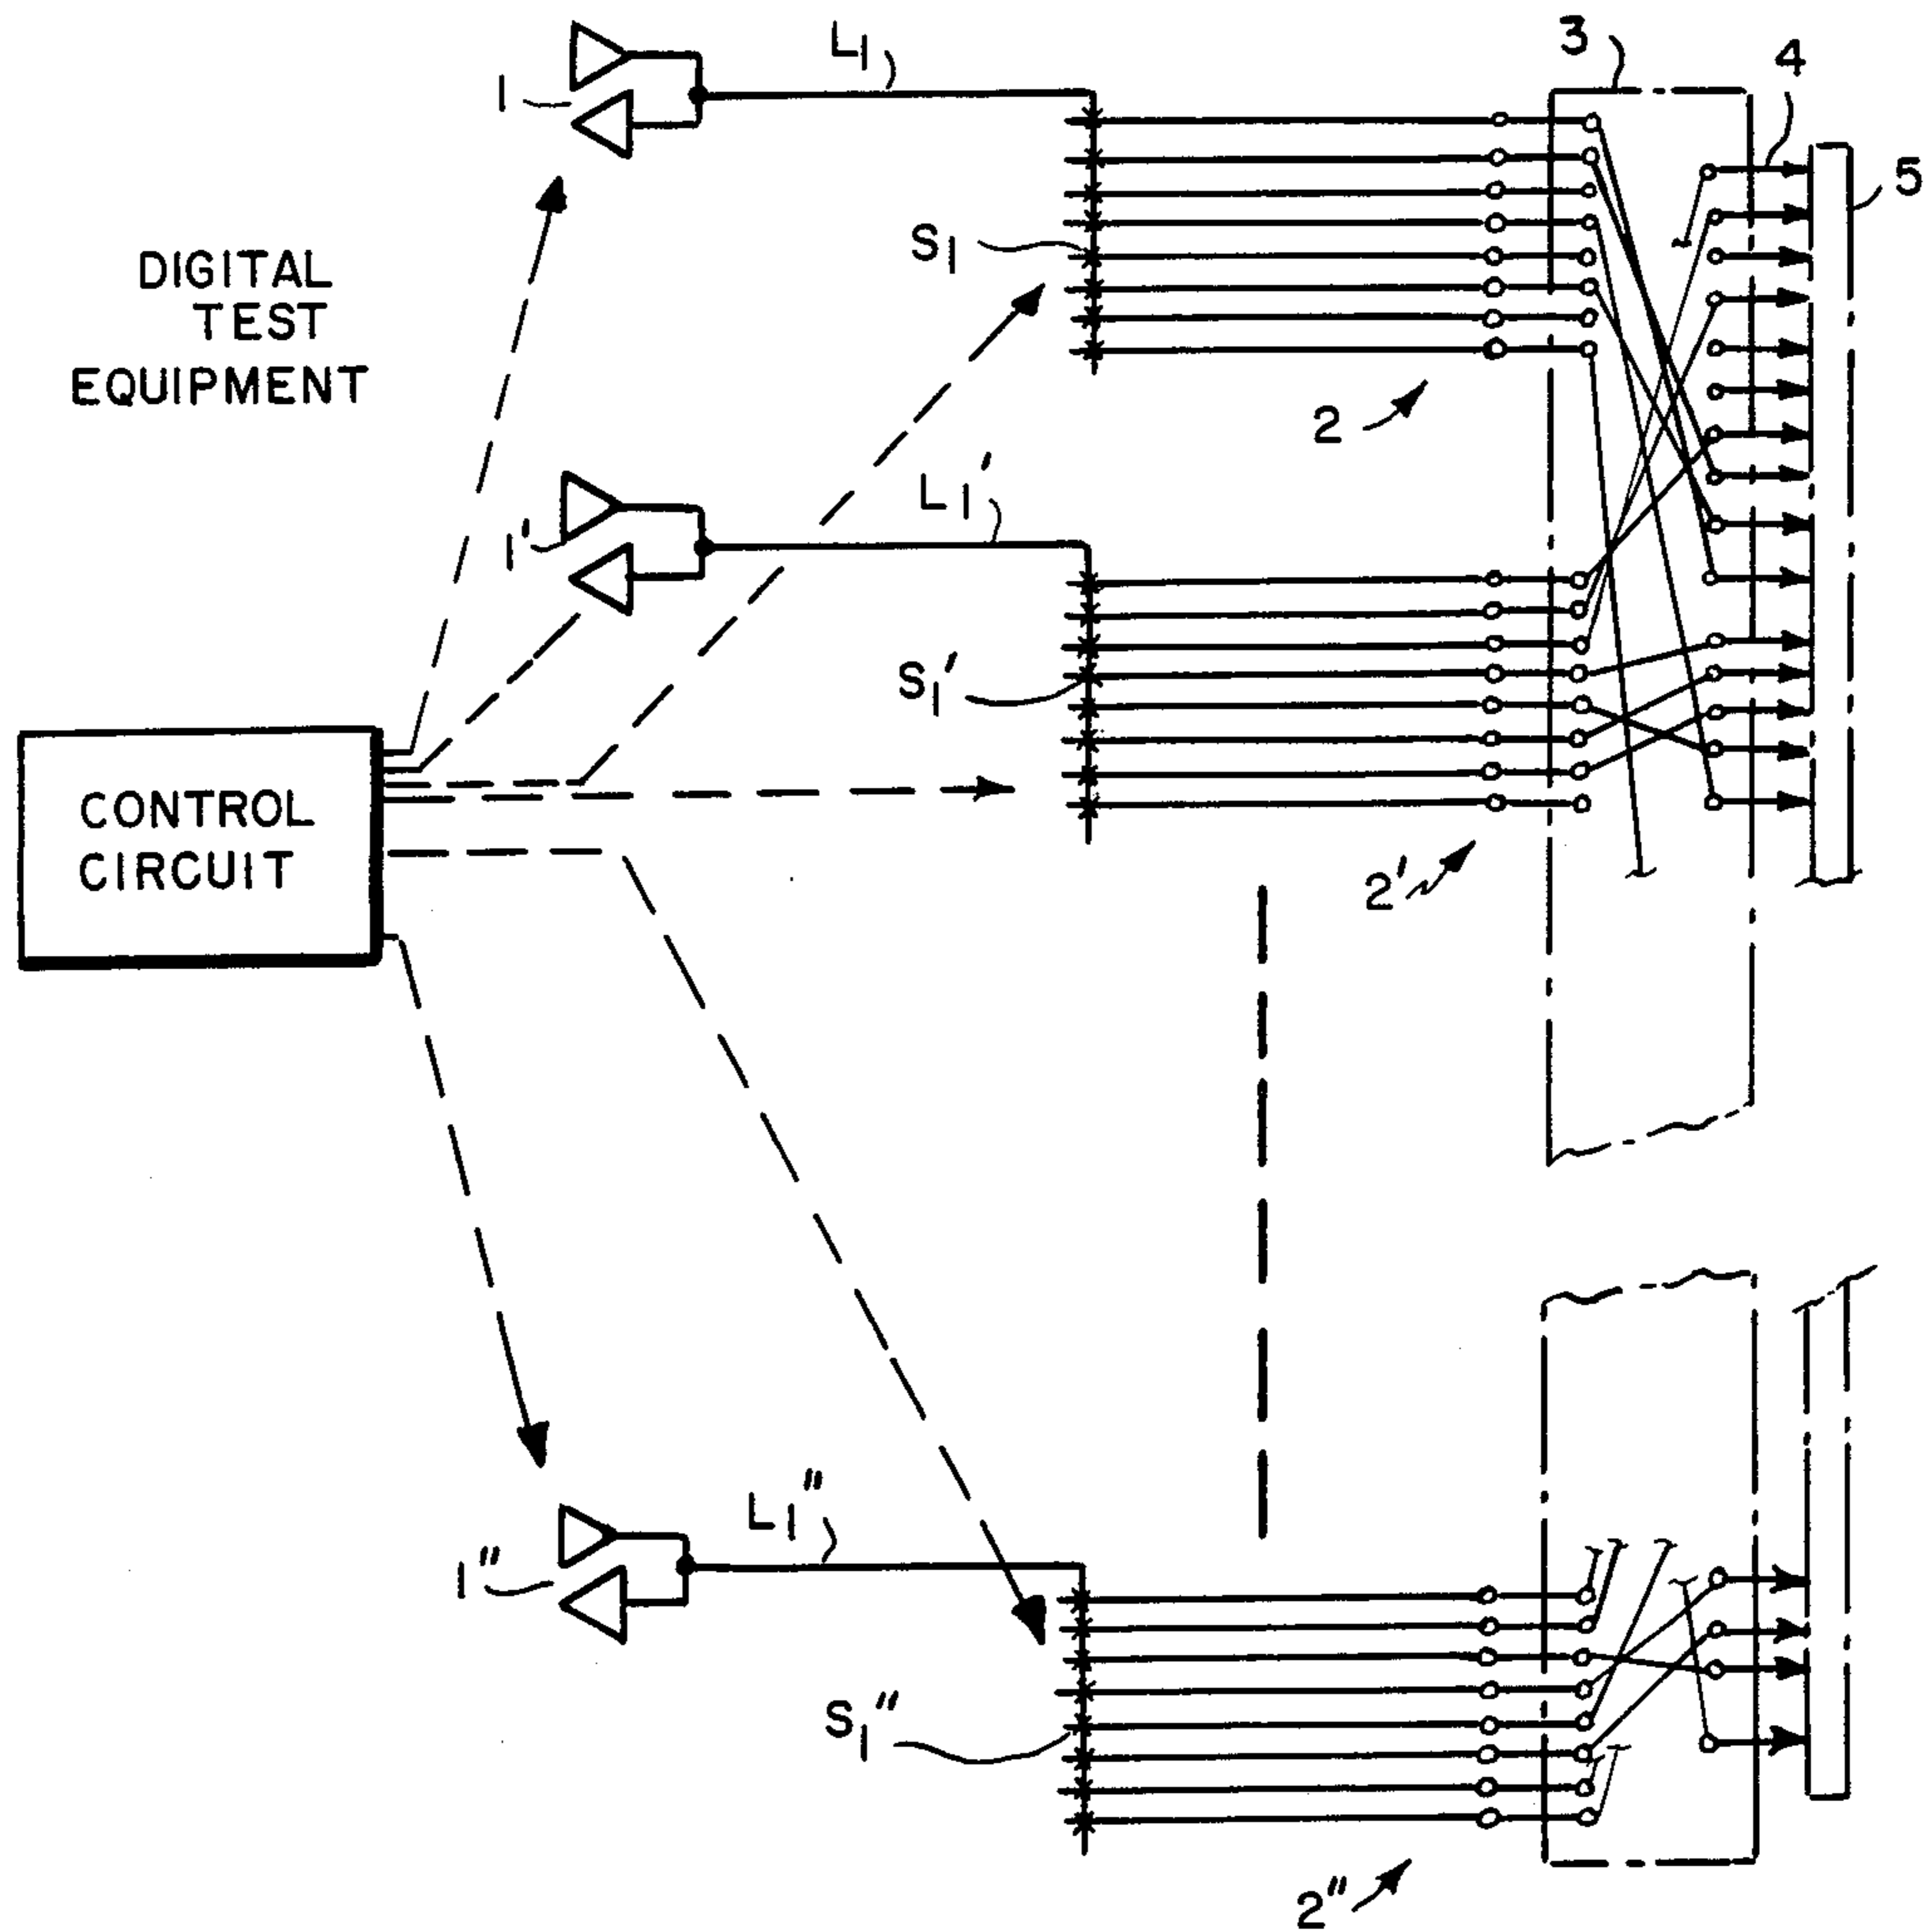 3
4
L1
1
5
S1
DIGITAL
TEST
EQUIPMENT
2
L1'
1'
S1'
CONTROL
CIRCUIT
2'
L1"
1"
S1"
2"